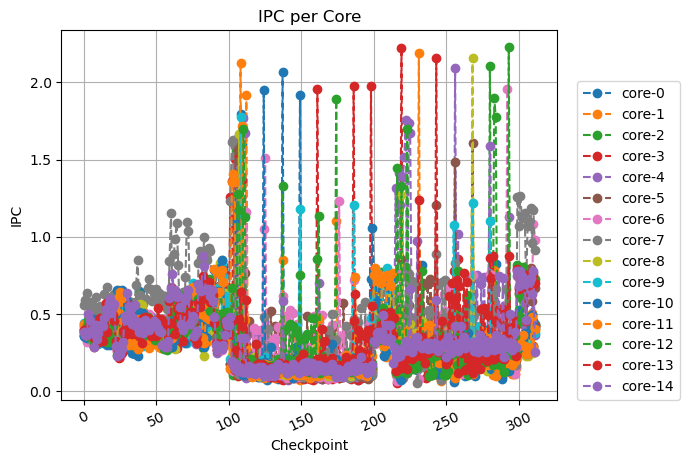 IPC per Core
IPC
2.0
1.5
1.0
0.5
0.0
0
50
100
150
200
250
300
Checkpoint
core-0
core-1
core-2
core-3
core-4
core-5
core-6
core-7
core-8
core-9
core-10
core-11
core-12
core-13
core-14